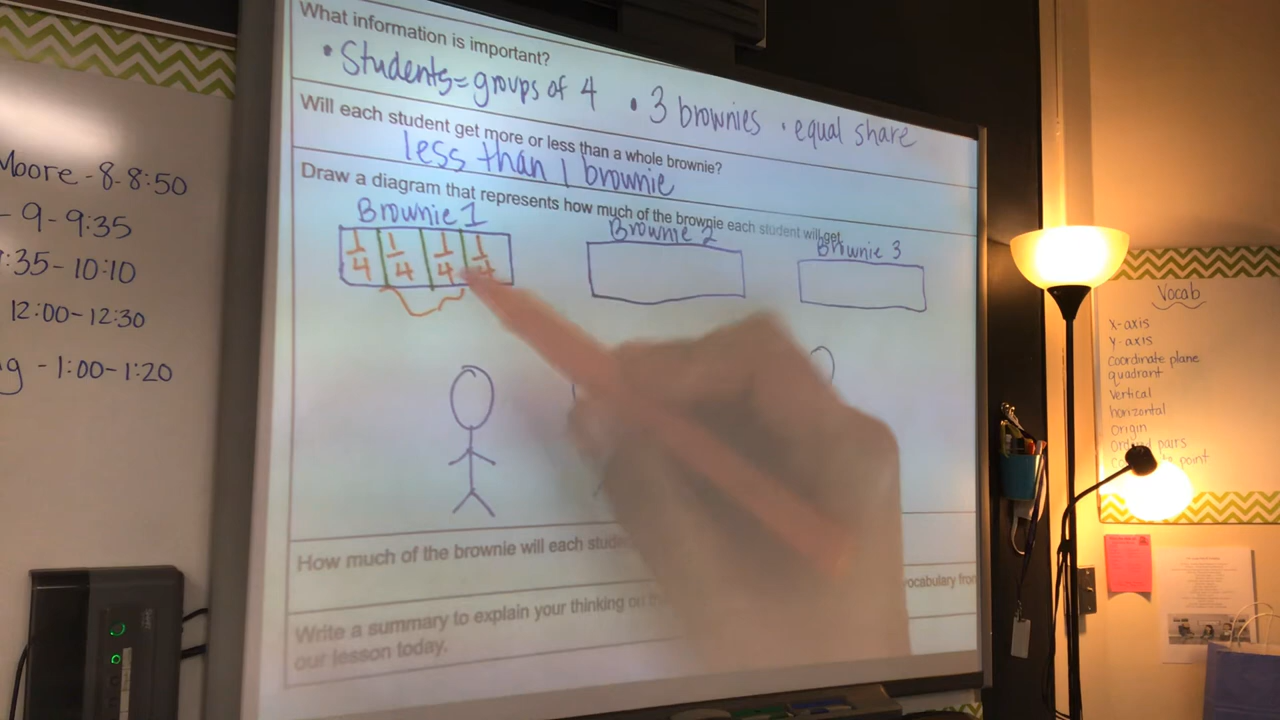 Moore - 8-8:50
- 9-9:35
:35-10:10
12:00-12:30
g - 1:00-1:20
What information is important?
• Students=groups of 4 • 3 brownies • equal share
Will each student get more or less than a whole brownie?
less than 1 brownie
Draw a diagram that represents how much of the brownie each student will get.
Brownie 1 Brownie 2 Brownie 3
1/4 1/4 1/4 1/4
How much of the brownie will each
Write a summary to explain your thinking vocabulary
our lesson today.
Vocab
X-axis
Y-axis
Coordinate plane
quadrant
Vertical
horizontal
Origin
Ordered pairs
point